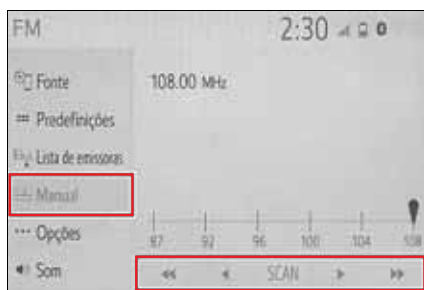 FM 2:30
Fonte
108.00 MHz
Predefinições
Lista de emissoras
Manual
Opções
87 92 96 100 104 108
Som
SCAN